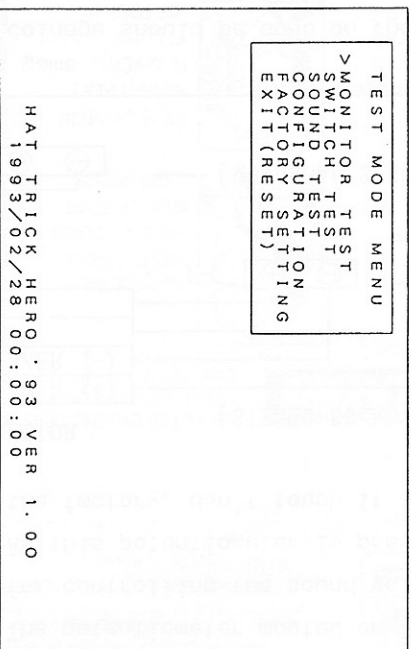 TEST MODE MENU
>MONITOR TEST
SWITCH TEST
SOUND TEST
CONFIGURATION
FACTORY SETTING
EXIT(RESET)
HAT TRICK HERO '93 VER 1.00
1993/02/28 00:00:00